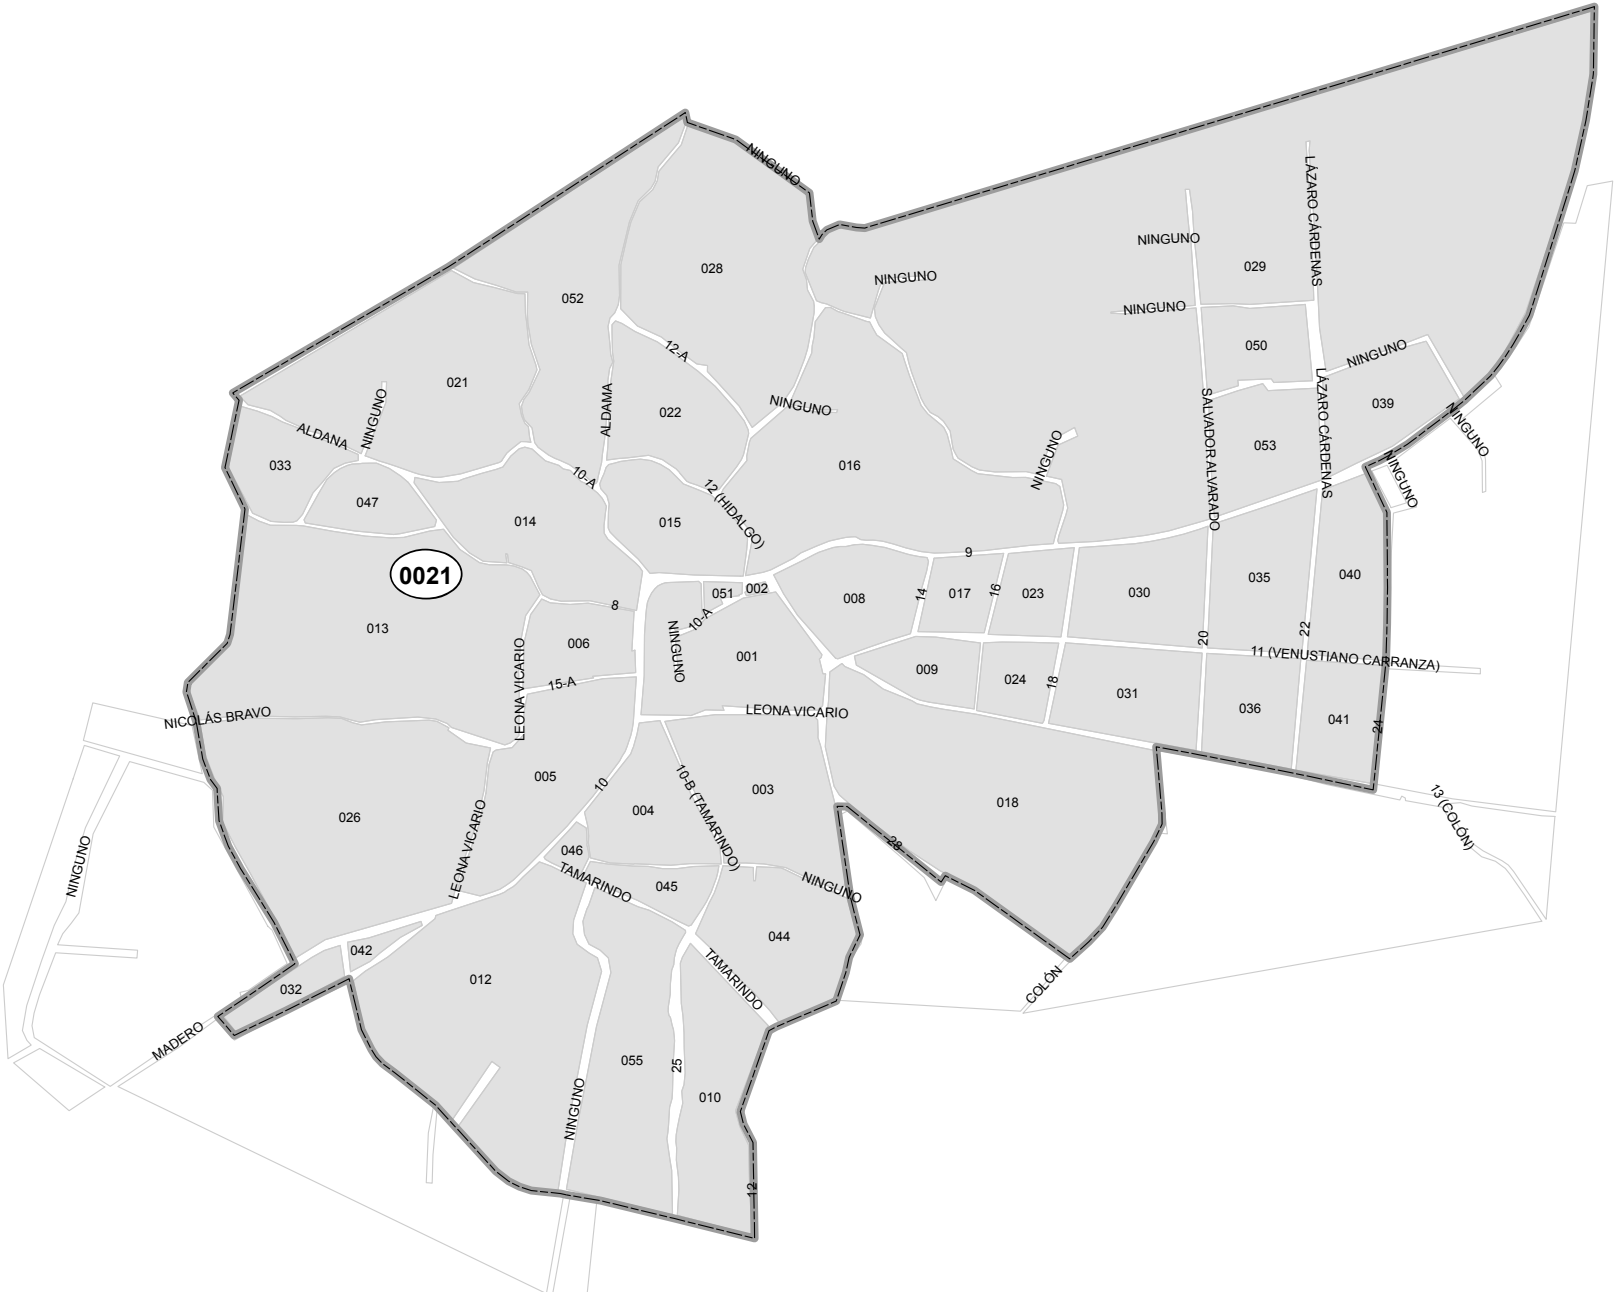 NINGUNO
LÁZARO CÁRDENAS
NINGUNO
029
028
NINGUNO
052
NINGUNO
050
12-A
NINGUNO
021
NINGUNO
ALDAMA
022
NINGUNO
SALVADOR ALVARADO
LÁZARO CÁRDENAS
039
NINGUNO
ALDANA
033
053
NINGUNO
016
NINGUNO
10-A
047
014
015
12 (HIDALGO)
9
0021
051
002
008
14
017
16
023
030
035
040
8
10-A
013
006
NINGUNO
001
20
22
11 (VENUSTIANO CARRANZA)
LEONA VICARIO
15-A
009
024
18
031
036
041
24
NICOLÁS BRAVO
LEONA VICARIO
005
10
10-B (TAMARINDO)
003
018
13 (COLÓN)
026
004
LEONA VICARIO
046
28
NINGUNO
TAMARINDO
045
NINGUNO
044
042
012
TAMARINDO
COLÓN
032
MADERO
055
25
010
NINGUNO
12